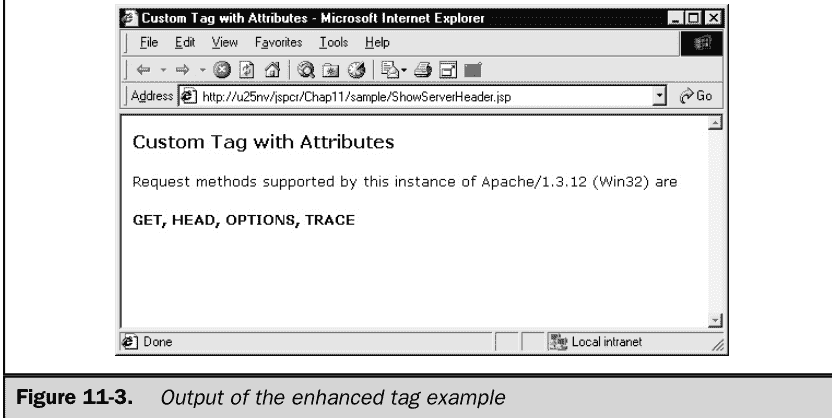 Custom Tag with Attributes - Microsoft Internet Explorer
File Edit View Favorites Tools Help
Address http://u25nv/jspcr/Chap11/sample/ShowServerHeader.jsp Go
Custom Tag with Attributes
Request methods supported by this instance of Apache/1.3.12 (Win32) are
GET, HEAD, OPTIONS, TRACE
Done Local intranet
Figure 11-3. Output of the enhanced tag example